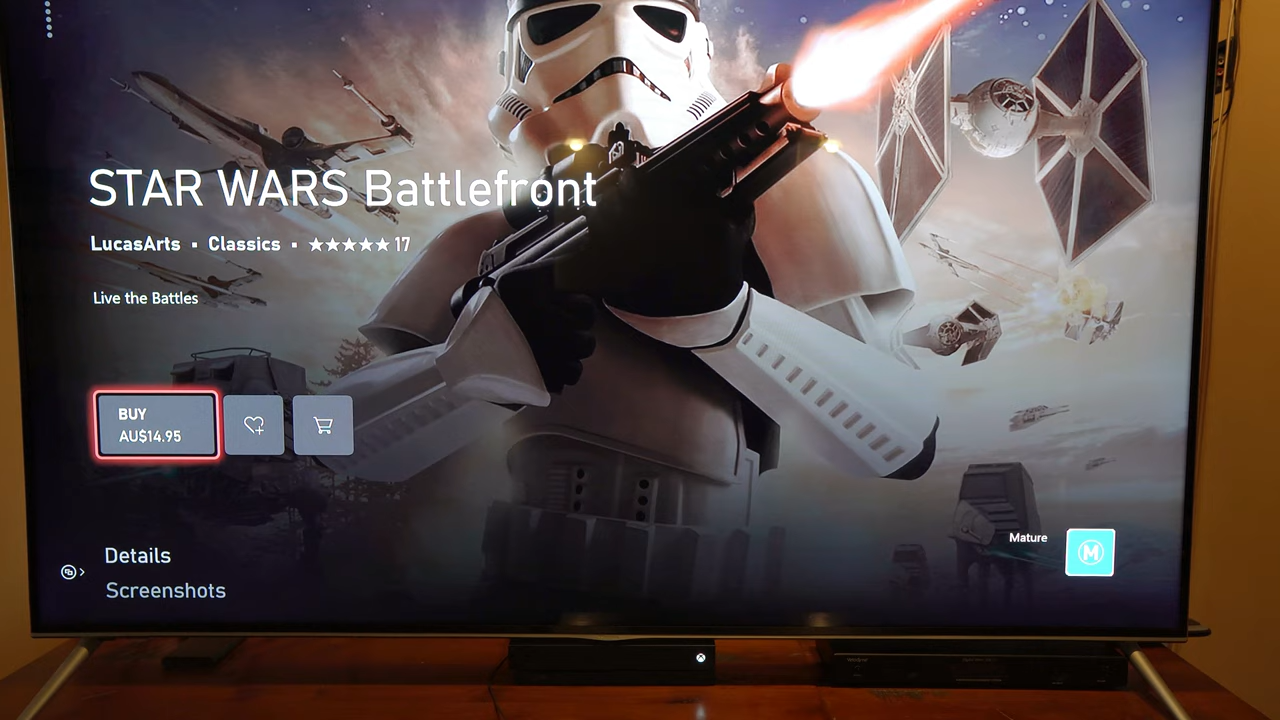 STAR WARS Battlefront
LucasArts ▪ Classics ▪ ★★★★★ 17
Live the Battles
BUY
AU$14.95
Mature
M
Details
Screenshots